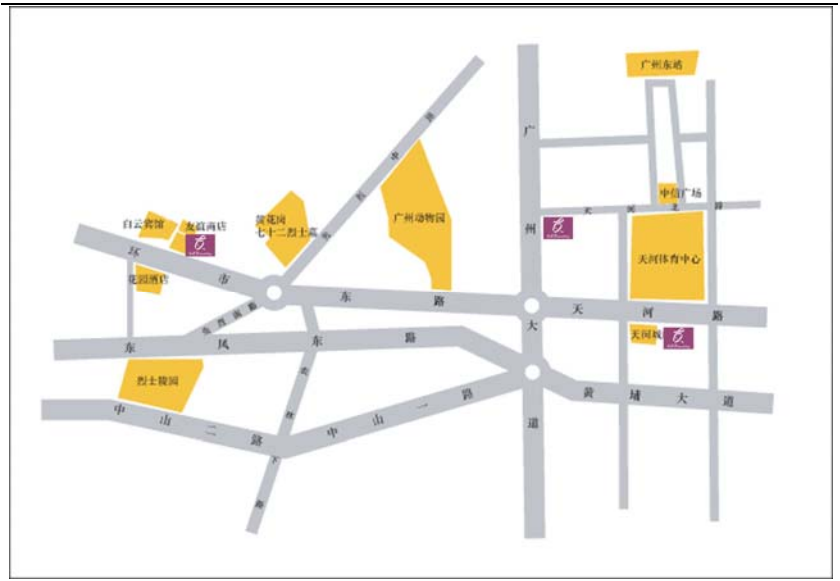 广州东站
广州大道
中信广场
天河北路
白云宾馆
友谊商店
黄花岗
七十二烈士墓
广州动物园
天河体育中心
花园酒店
环市东路
天河路
天河城
东风东路
烈士陵园
中山二路
中山一路
黄埔大道